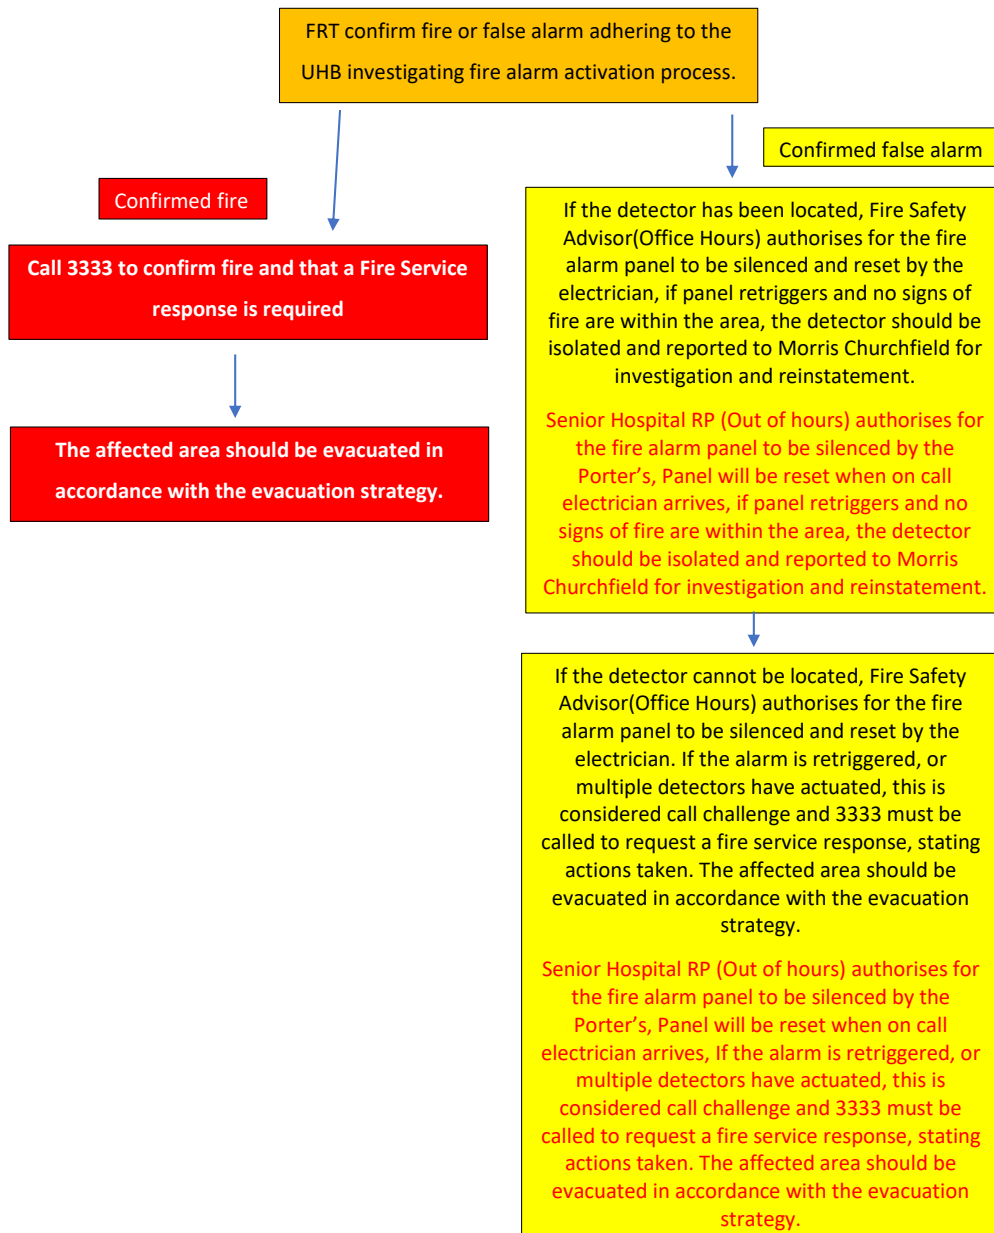 FRT confirm fire or false alarm adhering to the
UHB investigating fire alarm activation process.
Confirmed false alarm
Confirmed fire
Call 3333 to confirm fire and that a Fire Service
response is required
The affected area should be evacuated in
accordance with the evacuation strategy.
If the detector has been located, Fire Safety
Advisor(Office Hours) authorises for the fire
alarm panel to be silenced and reset by the
electrician, if panel retriggers and no signs of
fire are within the area, the detector should be
isolated and reported to Morris Churchfield for
investigation and reinstatement.
Senior Hospital RP (Out of hours) authorises for
the fire alarm panel to be silenced by the
Porter’s, Panel will be reset when on call
electrician arrives, if panel retriggers and no
signs of fire are within the area, the detector
should be isolated and reported to Morris
Churchfield for investigation and reinstatement.
If the detector cannot be located, Fire Safety
Advisor(Office Hours) authorises for the fire
alarm panel to be silenced and reset by the
electrician. If the alarm is retriggered, or
multiple detectors have actuated, this is
considered call challenge and 3333 must be
called to request a fire service response, stating
actions taken. The affected area should be
evacuated in accordance with the evacuation
strategy.
Senior Hospital RP (Out of hours) authorises for
the fire alarm panel to be silenced by the
Porter’s, Panel will be reset when on call
electrician arrives, If the alarm is retriggered, or
multiple detectors have actuated, this is
considered call challenge and 3333 must be
called to request a fire service response, stating
actions taken. The affected area should be
evacuated in accordance with the evacuation
strategy.